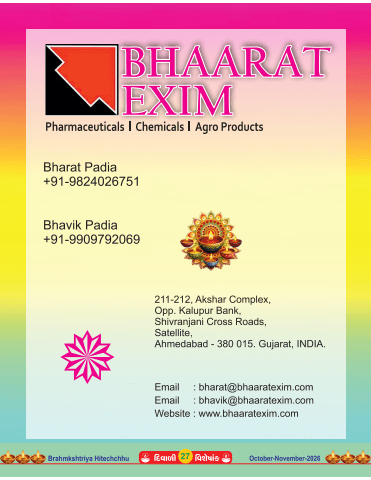 BHAARAT
EXIM
Pharmaceuticals | Chemicals | Agro Products
Bharat Padia
+91-9824026751
Bhavik Padia
+91-9909792069
211-212, Akshar Complex,
Opp. Kalupur Bank,
Shivranjani Cross Roads,
Satellite,
Ahmedabad - 380 015. Gujarat, INDIA.
Email : bharat@bhaaratexim.com
Email : bhavik@bhaaratexim.com
Website : www.bhaaratexim.com
Brahmkshtriya Hitechchhu દિવાળી 27 વિશેષાંક October-November-2026